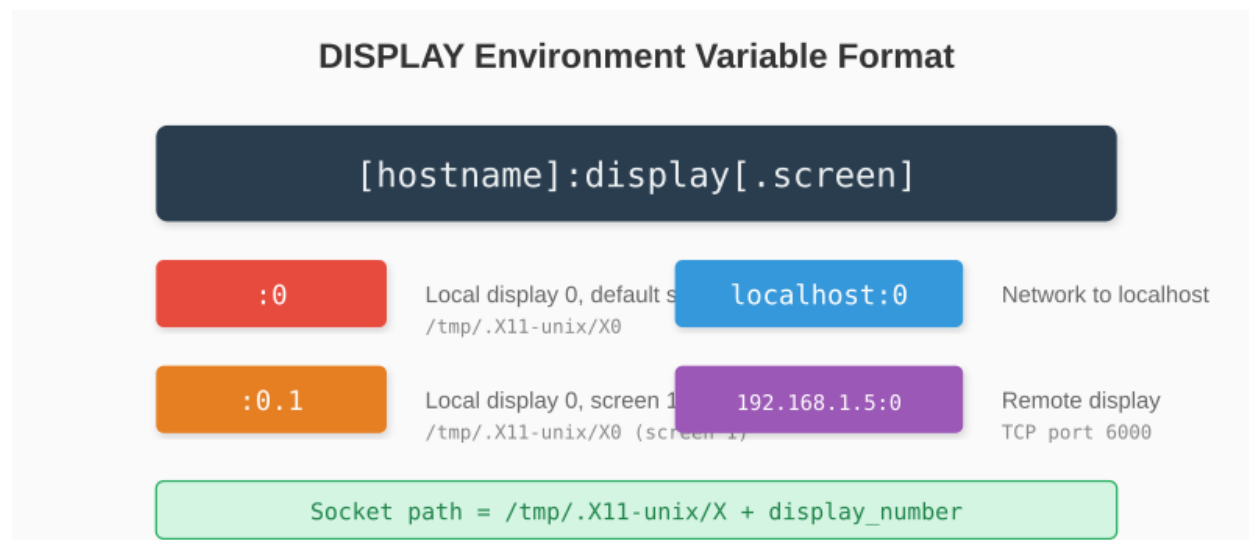 DISPLAY Environment Variable Format
[hostname]:display[.screen]
:0
Local display 0, default
/tmp/.X11-unix/X0
localhost:0
Network to localhost
:0.1
Local display 0, screen 1
/tmp/.X11-unix/X0 (screen 1)
192.168.1.5:0
Remote display
TCP port 6000
Socket path = /tmp/.X11-unix/X + display_number